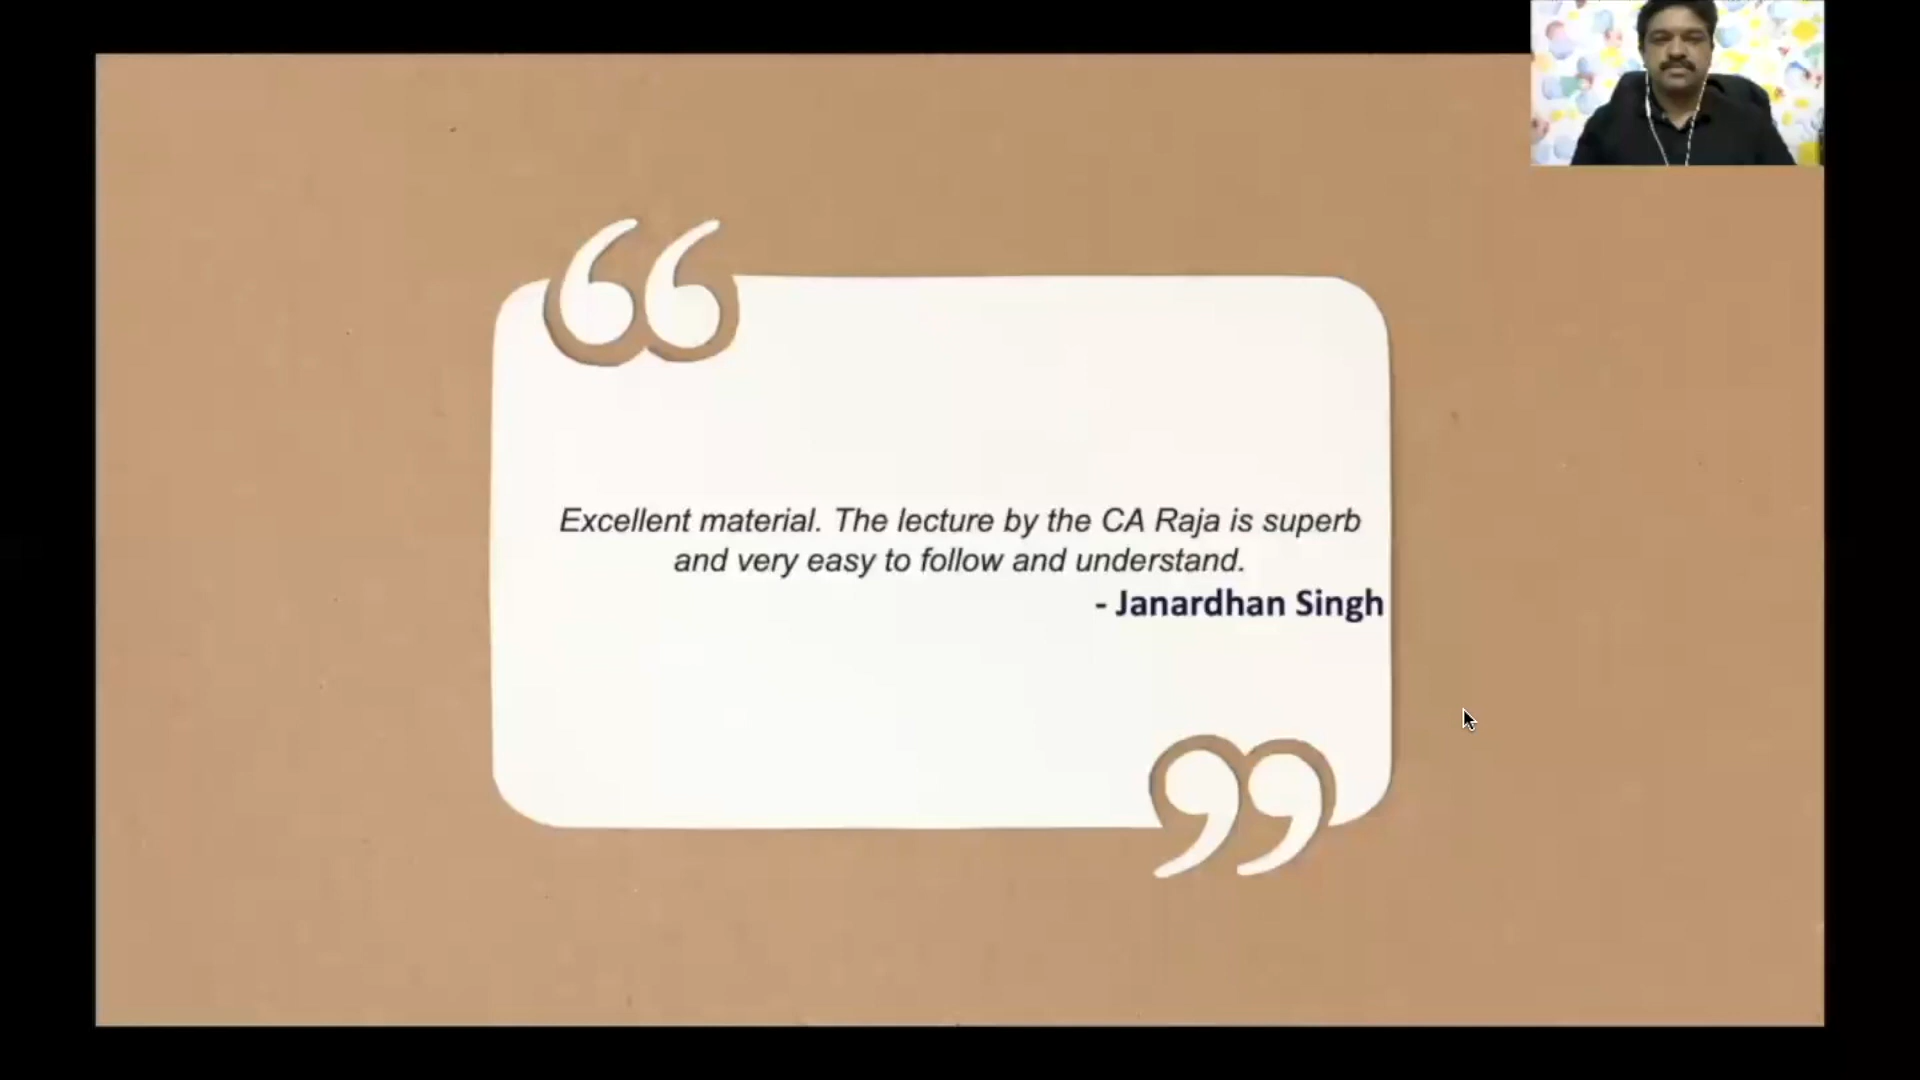 Excellent material. The lecture by the CA Raja is superb
and very easy to follow and understand.
- Janardhan Singh